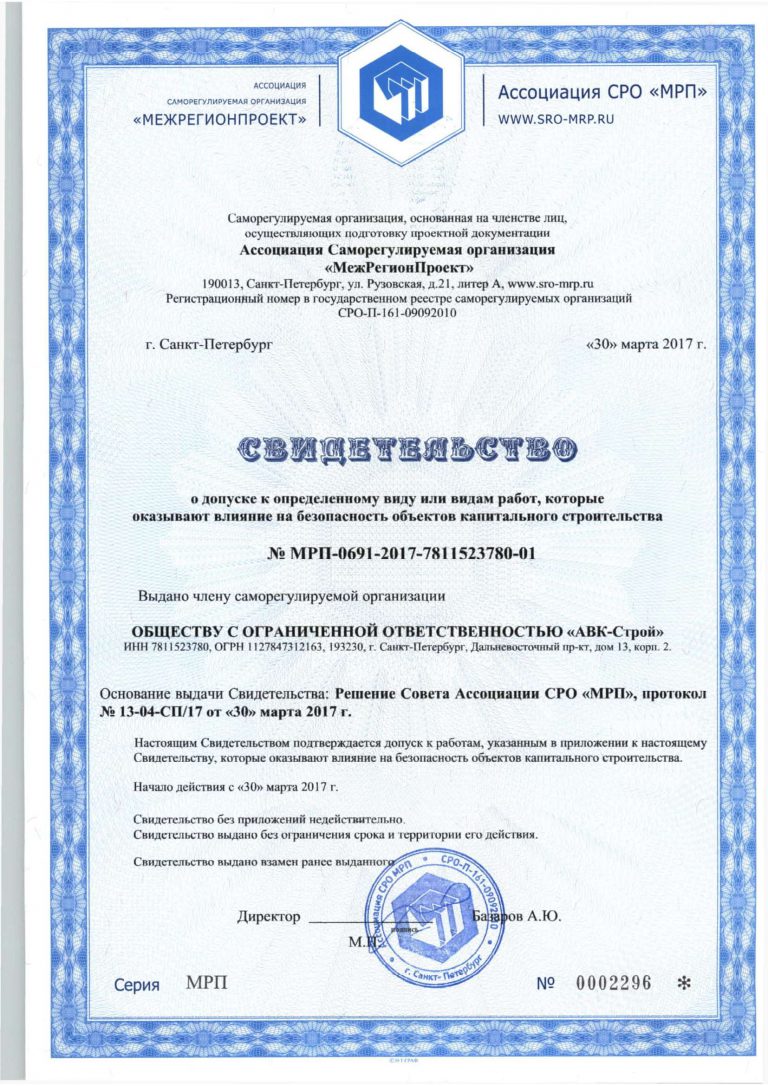 АССОЦИАЦИЯ
САМОРЕГУЛИРУЕМАЯ ОРГАНИЗАЦИЯ
«МЕЖРЕГИОНПРОЕКТ»
Ассоциация СРО «МРП»
WWW.SRO-MRP.RU
Саморегулируемая организация, основанная на членстве лиц,
осуществляющих подготовку проектной документации
Ассоциация Саморегулируемая организация
«МежРегионПроект»
190013, Санкт-Петербург, ул. Рузовская, д.21, литер А, www.sro-mrp.ru
Регистрационный номер в государственном реестре саморегулируемых организаций
СРО-П-161-09092010
г. Санкт-Петербург «30» марта 2017 г.
СВИДЕТЕЛЬСТВО
о допуске к определенному виду или видам работ, которые
оказывают влияние на безопасность объектов капитального строительства
№ МРП-0691-2017-7811523780-01
Выдано члену саморегулируемой организации
ОБЩЕСТВУ С ОГРАНИЧЕННОЙ ОТВЕТСТВЕННОСТЬЮ «АВК-Строй»
ИНН 7811523780, ОГРН 1127847312163, 193230, г. Санкт-Петербург, Дальневосточный пр-кт, дом 13, корп. 2.
Основание выдачи Свидетельства: Решение Совета Ассоциации СРО «МРП», протокол
№ 13-04-СП/17 от «30» марта 2017 г.
Настоящим Свидетельством подтверждается допуск к работам, указанным в приложении к настоящему
Свидетельству, которые оказывают влияние на безопасность объектов капитального строительства.
Начало действия с «30» марта 2017 г.
Свидетельство без приложений недействительно.
Свидетельство выдано без ограничения срока и территории его действия.
Свидетельство выдано взамен ранее выданного
Ассоциация СРО МРП * СРО-П-161-09092010
Директор Базаров А.Ю.
подпись
М.П.
г. Санкт-Петербург
Серия МРП № 0002296 *